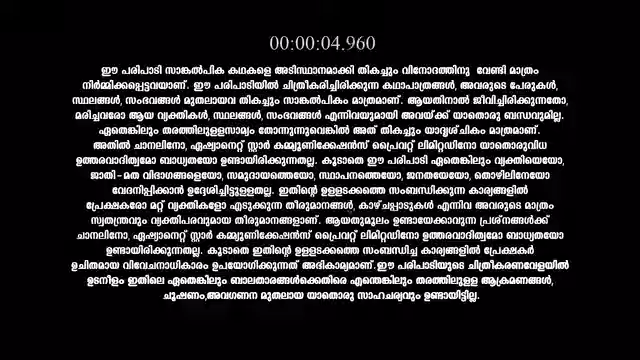 00:00:04.960
ഈ പരിപാടി സാങ്കൽപിക കഥകളെ അടിസ്ഥാനമാക്കി തികച്ചും വിനോദത്തിനു വേണ്ടി മാത്രം
നിർമ്മിക്കപ്പെട്ടവയാണ്. ഈ പരിപാടിയിൽ ചിത്രീകരിച്ചിരിക്കുന്ന കഥാപാത്രങ്ങൾ, അവരുടെ പേരുകൾ,
സ്ഥലങ്ങൾ, സംഭവങ്ങൾ മുതലായവ തികച്ചും സാങ്കൽപികം മാത്രമാണ്. ആയതിനാൽ ജീവിച്ചിരിക്കുന്നതോ,
മരിച്ചവരോ ആയ വ്യക്തികൾ, സ്ഥലങ്ങൾ, സംഭവങ്ങൾ എന്നിവയുമായി അവയ്ക്ക് യാതൊരു ബന്ധവുമില്ല.
ഏതെങ്കിലും തരത്തിലുള്ളസാമ്യം തോന്നുന്നുവെങ്കിൽ അത് തികച്ചും യാദൃശ്ചികം മാത്രമാണ്.
അതിൽ ചാനലിനോ, ഏഷ്യാനെറ്റ് സ്റ്റാർ കമ്മ്യൂണിക്കേഷൻസ് പ്രൈവറ്റ് ലിമിറ്റഡിനോ യാതൊരുവിധ
ഉത്തരവാദിത്വമോ ബാധ്യതയോ ഉണ്ടായിരിക്കുന്നതല്ല. കൂടാതെ ഈ പരിപാടി ഏതെങ്കിലും വ്യക്തിയെയോ,
ജാതി-മത വിഭാഗങ്ങളെയോ, സമുദായത്തെയോ, സ്ഥാപനത്തെയോ, ജനതയേയോ, തൊഴിലിനേയോ
വേദനിപ്പിക്കാൻ ഉദ്ദേശിച്ചിട്ടുള്ളതല്ല. ഇതിന്റെ ഉള്ളടക്കത്തെ സംബന്ധിക്കുന്ന കാര്യങ്ങളിൽ
പ്രേക്ഷകരോ മറ്റ് വ്യക്തികളോ എടുക്കുന്ന തീരുമാനങ്ങൾ, കാഴ്ചപ്പാടുകൾ എന്നിവ അവരുടെ മാത്രം
സ്വതന്ത്രവും വ്യക്തിപരവുമായ തീരുമാനങ്ങളാണ്. ആയതുമൂലം ഉണ്ടായേക്കാവുന്ന പ്രശ്നങ്ങൾക്ക്
ചാനലിനോ, ഏഷ്യാനെറ്റ് സ്റ്റാർ കമ്മ്യൂണിക്കേഷൻസ് പ്രൈവറ്റ് ലിമിറ്റഡിനോ ഉത്തരവാദിത്വമോ ബാധ്യതയോ
ഉണ്ടായിരിക്കുന്നതല്ല. കൂടാതെ ഇതിന്റെ ഉള്ളടക്കത്തെ സംബന്ധിച്ച കാര്യങ്ങളിൽ പ്രേക്ഷകർ
ഉചിതമായ വിവേചനാധികാരം ഉപയോഗിക്കുന്നത് അഭികാമ്യമാണ്.ഈ പരിപാടിയുടെ ചിത്രീകരണവേളയിൽ
ഉടനീളം ഇതിലെ ഏതെങ്കിലും ബാലതാരങ്ങൾക്കെതിരെ എന്തെങ്കിലും തരത്തിലുള്ള ആക്രമണങ്ങൾ,
ചൂഷണം,അവഗണന മുതലായ യാതൊരു സാഹചര്യവും ഉണ്ടായിട്ടില്ല.